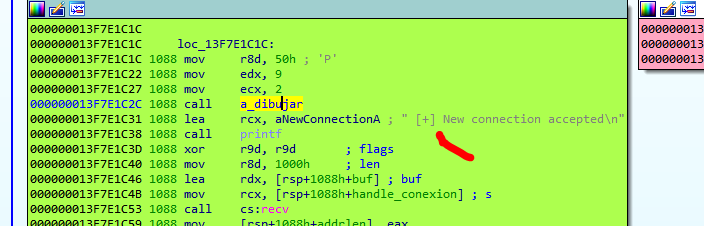 000000013F7E1C1C
000000013F7E1C1C
000000013F7E1C1C loc_13F7E1C1C:
000000013F7E1C1C 1088 mov r8d, 50h ; 'P'
000000013F7E1C22 1088 mov edx, 9
000000013F7E1C27 1088 mov ecx, 2
000000013F7E1C2C 1088 call a_dibujar
000000013F7E1C31 1088 lea rcx, aNewConnectionA ; " [+] New connection accepted\n"
000000013F7E1C38 1088 call printf
000000013F7E1C3D 1088 xor r9d, r9d ; flags
000000013F7E1C40 1088 mov r8d, 1000h ; len
000000013F7E1C46 1088 lea rdx, [rsp+1088h+buf] ; buf
000000013F7E1C4B 1088 mov rcx, [rsp+1088h+handle_conexion] ; s
000000013F7E1C53 1088 call cs:recv
000000013F7E1C59 1088 mov [rsp+1088h+addrlen], eax
000000013
000000013
000000013